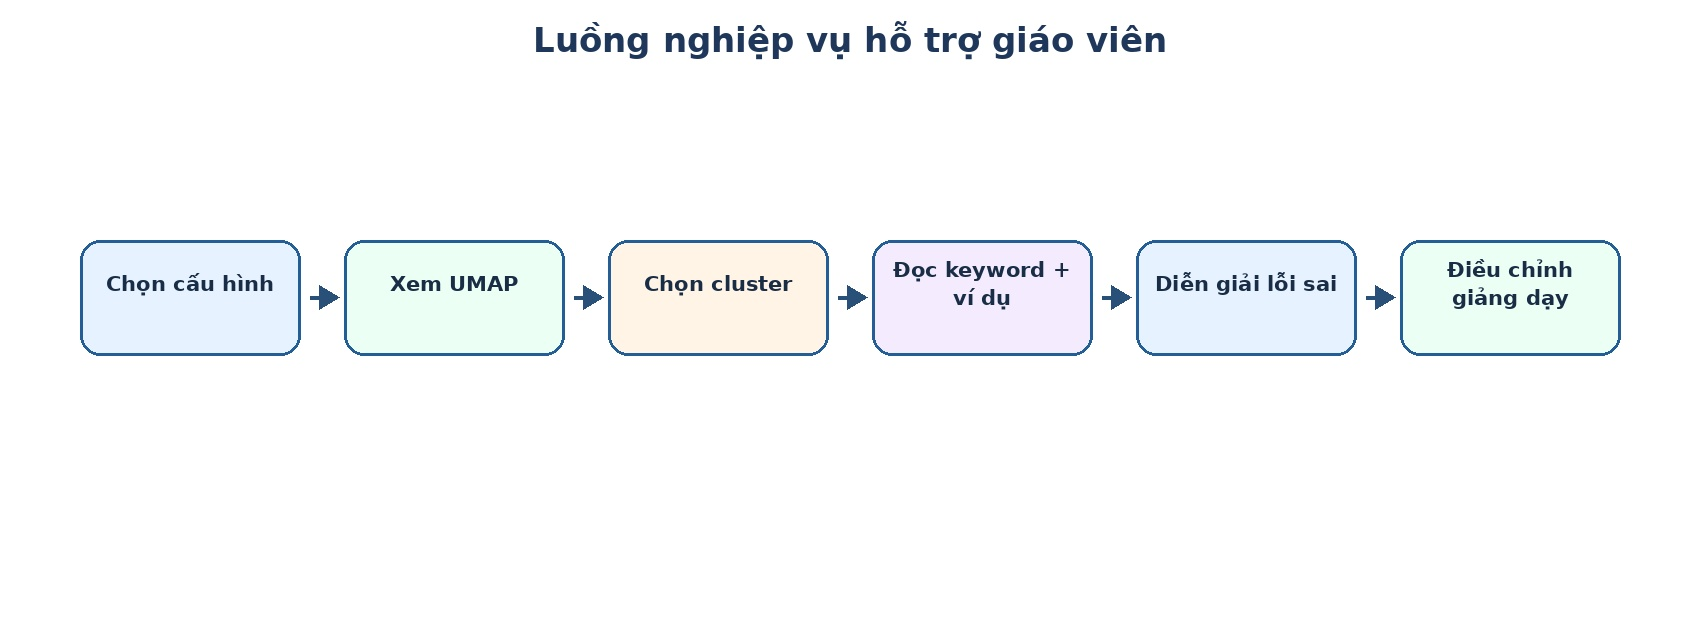 Luồng nghiệp vụ hỗ trợ giáo viên
Chọn cấu hình
Xem UMAP
Chọn cluster
Đọc keyword +
ví dụ
Diễn giải lỗi sai
Điều chỉnh
giảng dạy